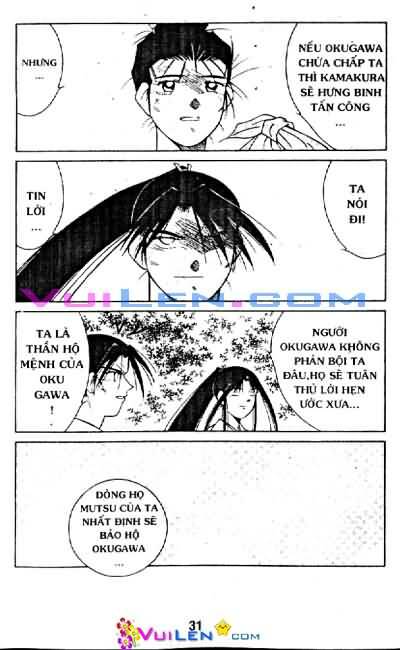 NẾU OKUGAWA
CHỨA CHẤP TA
THÌ KAMAKURA
SẼ HƯNG BINH
TẤN CÔNG
NHƯNG
...
TA
NÓI
ĐI!
TIN
LỜI
...
VUILEN.COM
NGƯỜI
OKUGAWA KHÔNG
PHẢN BỘI TA
ĐÂU, HỌ SẼ TUÂN
THỦ LỜI HẸN
ƯỚC XƯA...
TA LÀ
THẦN HỘ
MỆNH CỦA
OKU
GAWA !
DÒNG HỌ
MUTSU CỦA TA
NHẤT ĐỊNH SẼ
BẢO HỘ
OKUGAWA
...
31
VUILEN.COM